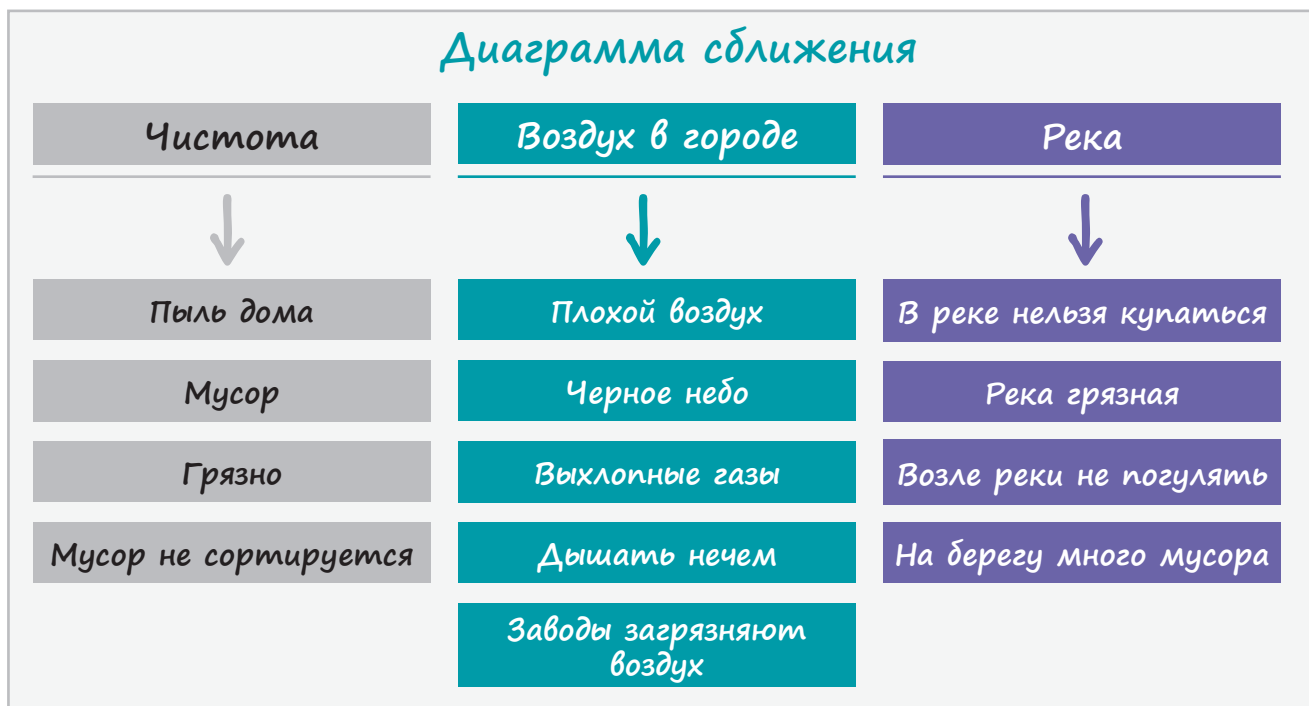 Диаграмма сближения
Чистота
Пыль дома
Мусор
Грязно
Мусор не сортируется
Воздух в городе
Плохой воздух
Черное небо
Выхлопные газы
Дышать нечем
Заводы загрязняют
воздух
Река
В реке нельзя купаться
Река грязная
Возле реки не погулять
На берегу много мусора